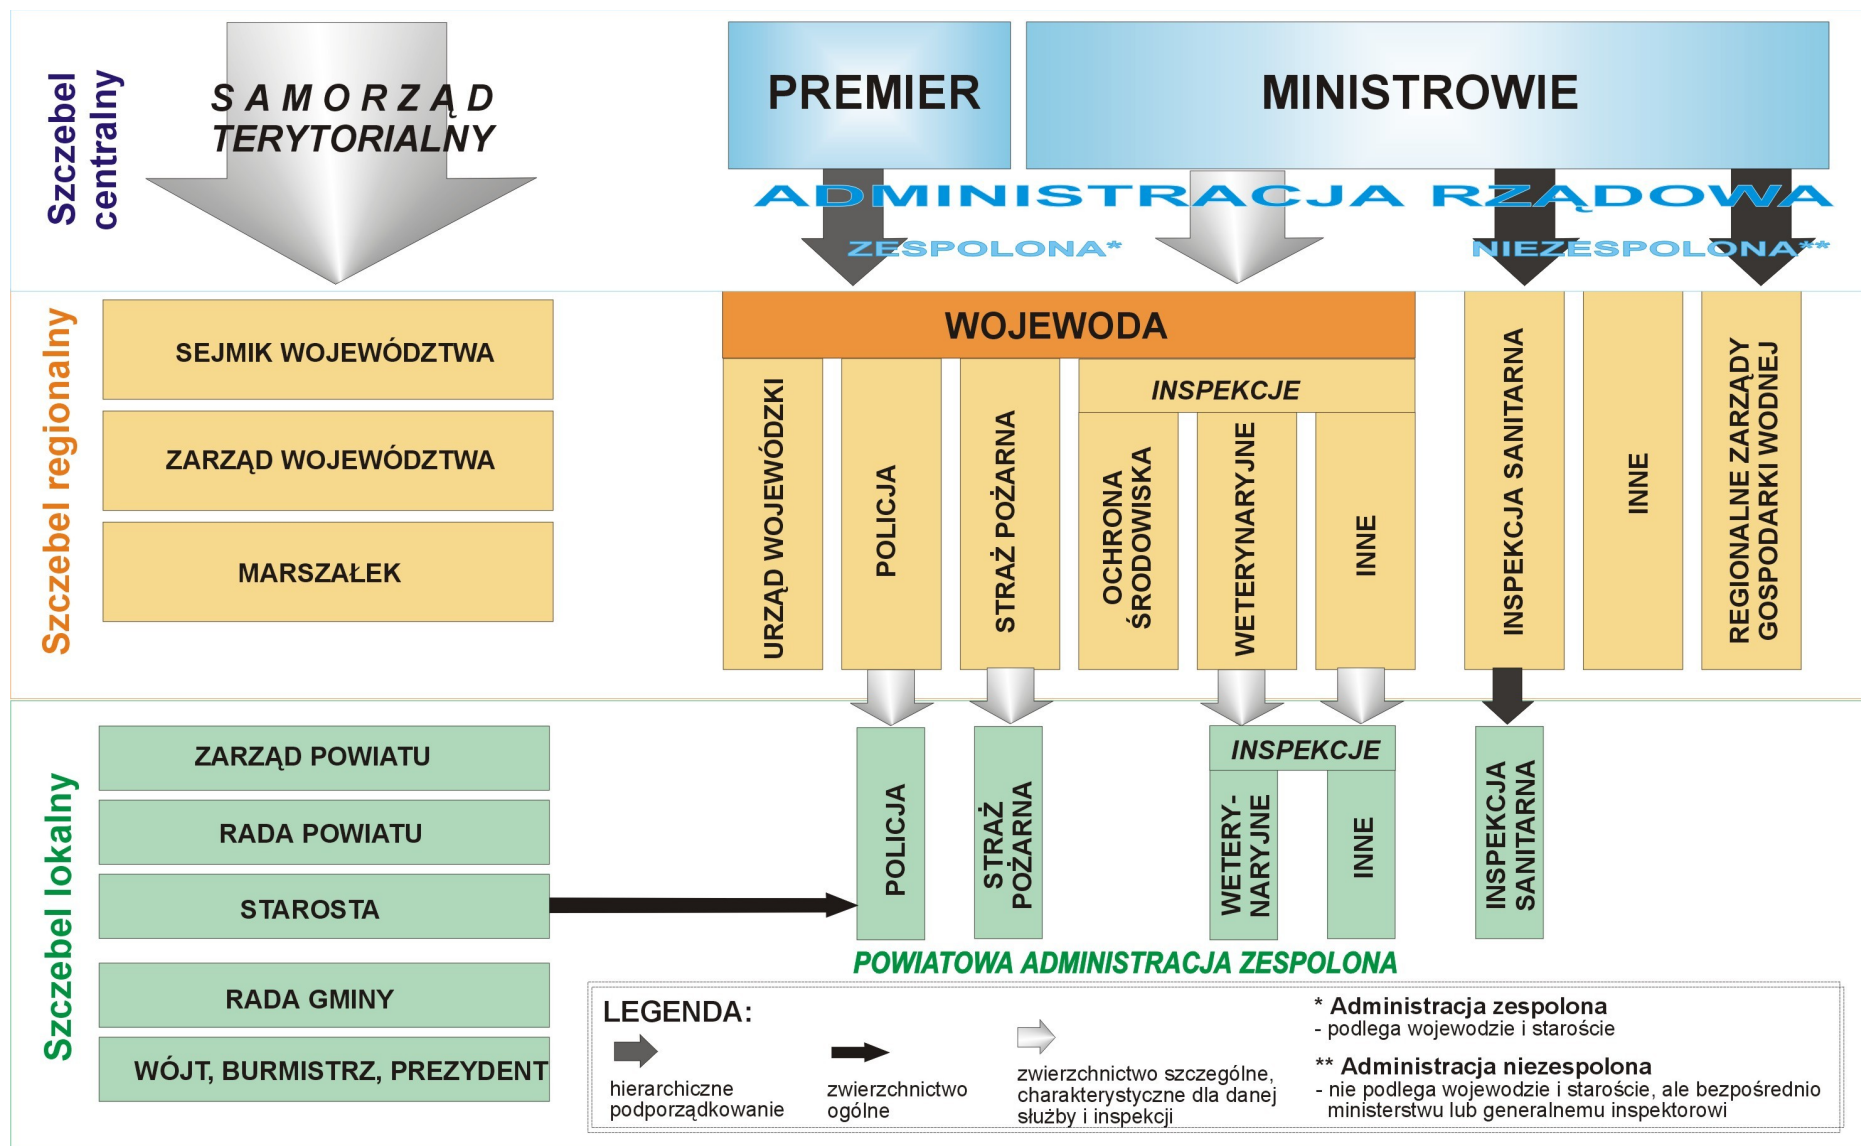 Szczebel
centralny
SAMORZĄD
TERYTORIALNY
PREMIER
MINISTROWIE
ADMINISTRACJA RZĄDOWA
ZESPOLONA*
NIEZESPOLONA**
Szczebel regionalny
SEJMIK WOJEWÓDZTWA
ZARZĄD WOJEWÓDZTWA
MARSZAŁEK
WOJEWODA
URZĄD WOJEWÓDZKI
POLICJA
STRAŻ POŻARNA
INSPEKCJE
OCHRONA
ŚRODOWISKA
WETERYNARYJNE
INNE
INSPEKCJA SANITARNA
INNE
REGIONALNE ZARZĄDY
GOSPODARKI WODNEJ
Szczebel lokalny
ZARZĄD POWIATU
RADA POWIATU
STAROSTA
RADA GMINY
WÓJT, BURMISTRZ, PREZYDENT
POLICJA
STRAŻ
POŻARNA
INSPEKCJE
WETERY-
NARYJNE
INNE
INSPEKCJA
SANITARNA
POWIATOWA ADMINISTRACJA ZESPOLONA
LEGENDA:
hierarchiczne
podporządkowanie
zwierzchnictwo
ogólne
zwierzchnictwo szczególne,
charakterystyczne dla danej
służby i inspekcji
* Administracja zespolona
- podlega wojewodzie i staroście
** Administracja niezespolona
- nie podlega wojewodzie i staroście, ale bezpośrednio
ministerstwu lub generalnemu inspektorowi